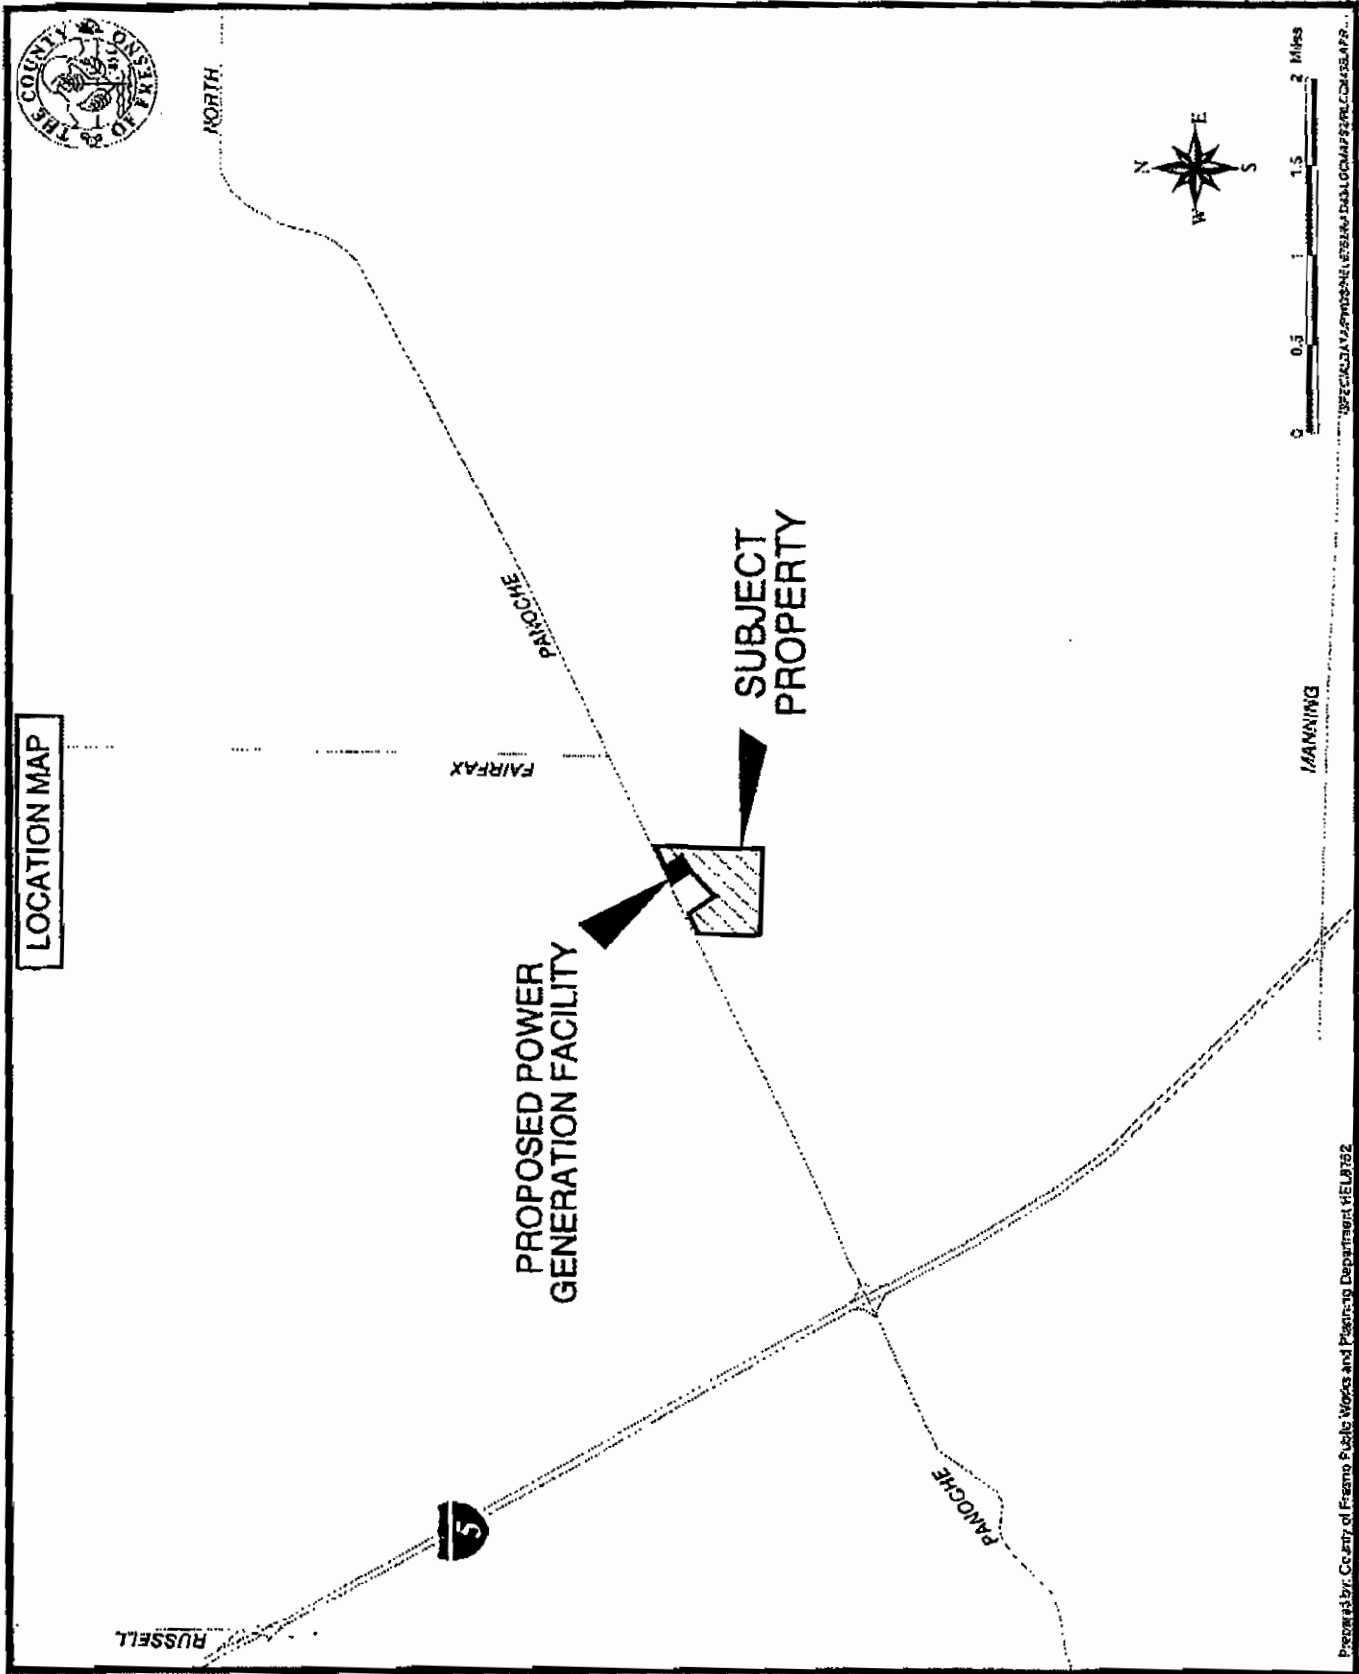 LOCATION MAP
THE COUNTY OF FRESNO
NORTH
PANOCHE
FAIRFAX
PROPOSED POWER
GENERATION FACILITY
SUBJECT
PROPERTY
RUSSELL
5
PANOCHE
MANNING
N
W
E
S
0 0.5 1 1.5 2 Miles
Prepared by: County of Fresno Public Works and Planning Department